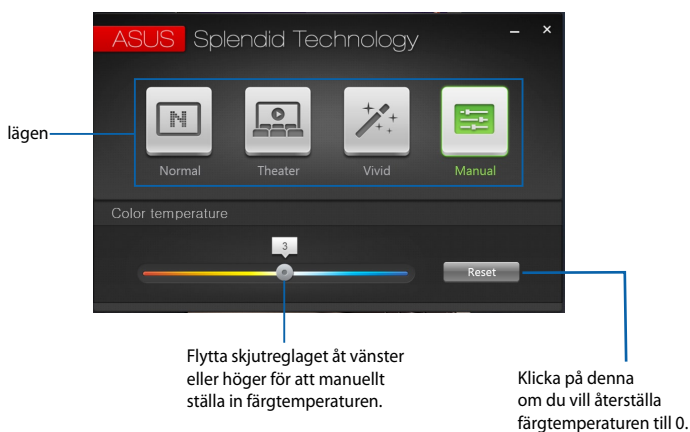 ASUS Splendid Technology
lägen
N
Normal Theater Vivid Manual
Color temperature
3
Reset
Flytta skjutreglaget åt vänster
eller höger för att manuellt
ställa in färgtemperaturen.
Klicka på denna
om du vill återställa
färgtemperaturen till 0.